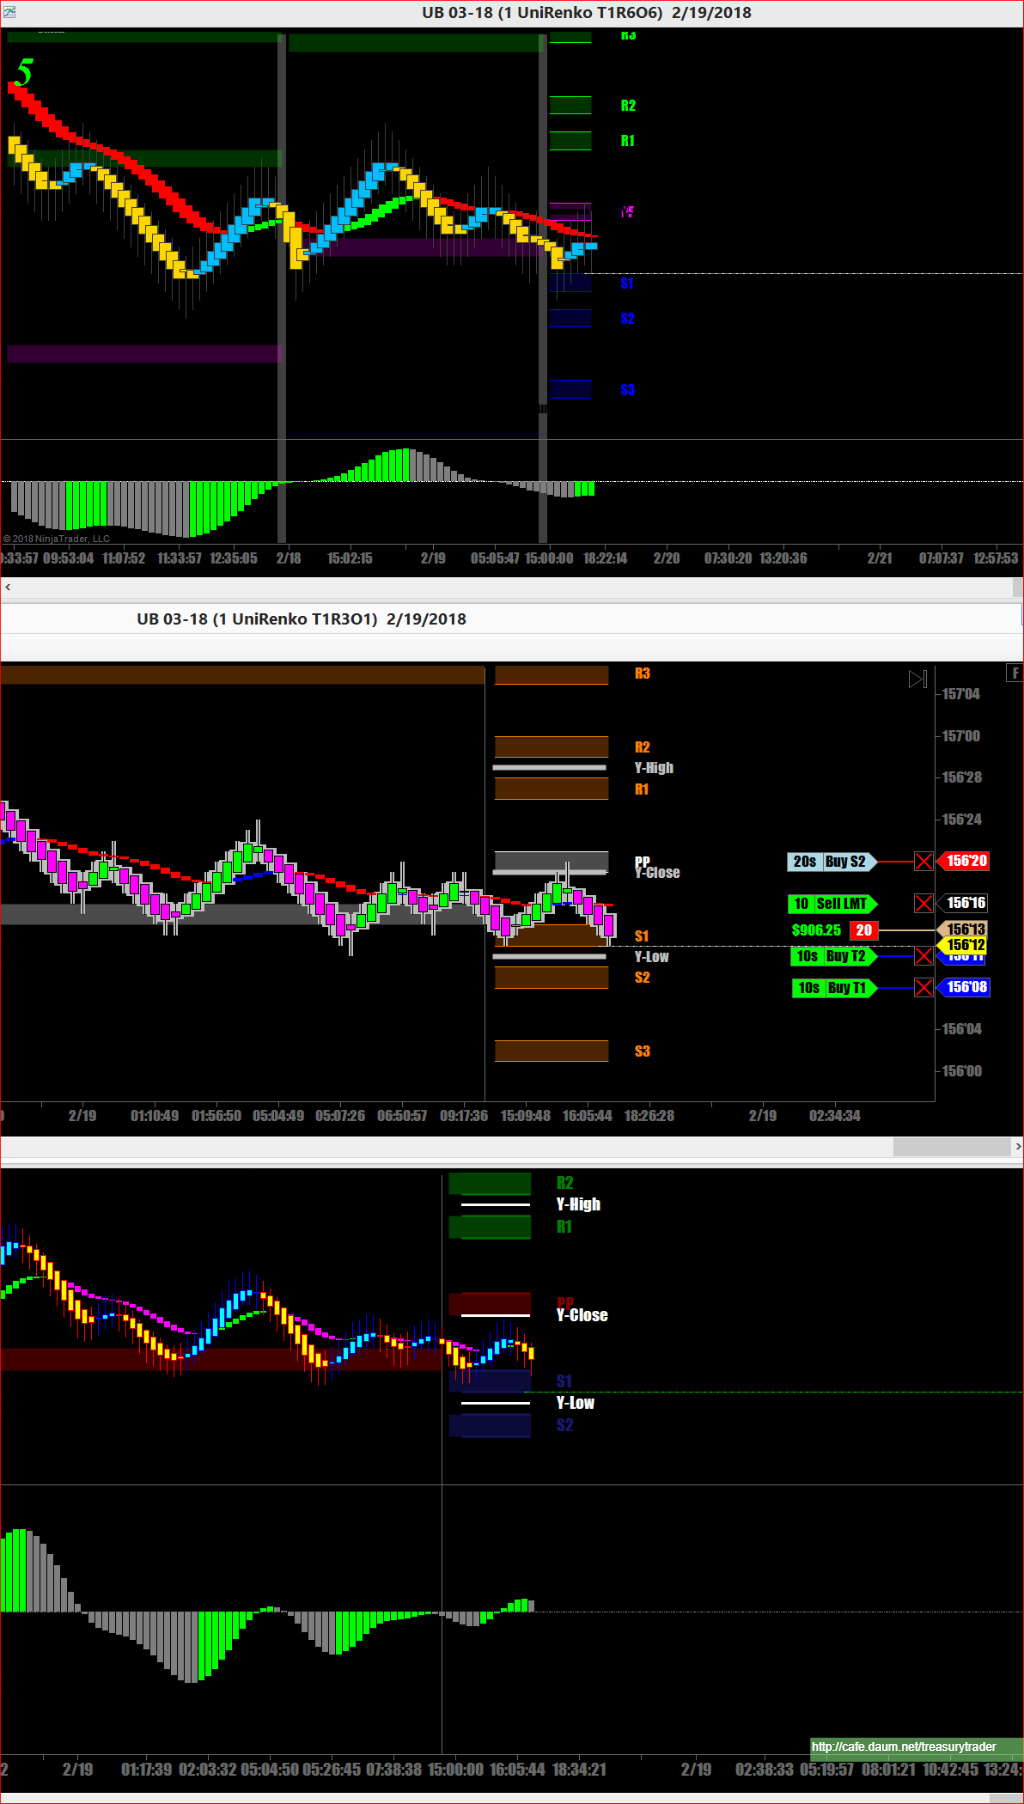 UB 03-18 (1 UniRenko T1R6O6)  2/19/2018
R3
5
R2
R1
S1
S2
S3
© 2018 NinjaTrader, LLC
:33:57 09:53:04 11:07:52 11:33:57 12:35:05 2/18 15:02:15 2/19 05:05:47 15:00:00 18:22:14 2/20 07:30:20 13:20:36 2/21 07:07:37 12:57:53
UB 03-18 (1 UniRenko T1R3O1)  2/19/2018
R3
F
157'04
157'00
R2
Y-High
156'28
R1
156'24
PP
20s Buy S2 156'20
Y-Close
10 Sell LMT 156'16
$906.25 20 156'13
S1
156'12
Y-Low
10s Buy T2
S2
10s Buy T1 156'08
156'04
S3
156'00
2/19 01:10:49 01:56:50 05:04:49 05:07:26 06:50:57 09:17:36 15:09:48 16:05:44 18:26:28 2/19 02:34:34
R2
Y-High
R1
PP
Y-Close
S1
Y-Low
S2
http://cafe.daum.net/treasurytrader
2 2/19 01:17:39 02:03:32 05:04:50 05:26:45 07:38:38 15:00:00 16:05:44 18:34:21 2/19 02:38:33 05:19:57 08:01:21 10:42:45 13:24: